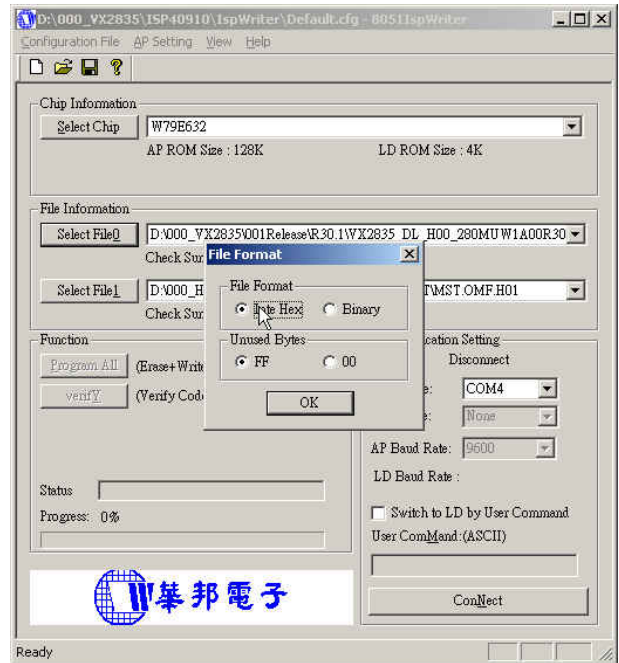 D:\000_VX2835\ISP40910\IspWriter\Default.cfg - 8051IspWriter
Configuration File AP Setting View Help
Chip Information
Select Chip W79E632
AP ROM Size : 128K LD ROM Size : 4K
File Information
Select File0 D:\000_VX2835\001Release\R30.1\VX2835_DL_H00_280MUW1A00R30
Check Sum
File Format
Select File1 D:\000_H T\MST.OMF.H01
Check Sum
File Format
Inte Hex Binary
Unused Bytes
FF 00
OK
Function
Program All (Erase+Write
verifY (Verify Code
Status
Progress: 0%
cation Setting
Disconnect
COM4
None
AP Baud Rate: 9600
LD Baud Rate :
Switch to LD by User Command
User ComMand:(ASCII)
ConNect
華邦電子
Ready